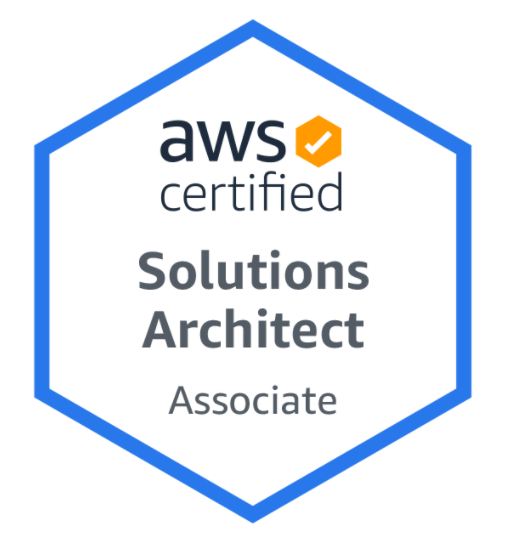 aws
certified
Solutions
Architect
Associate